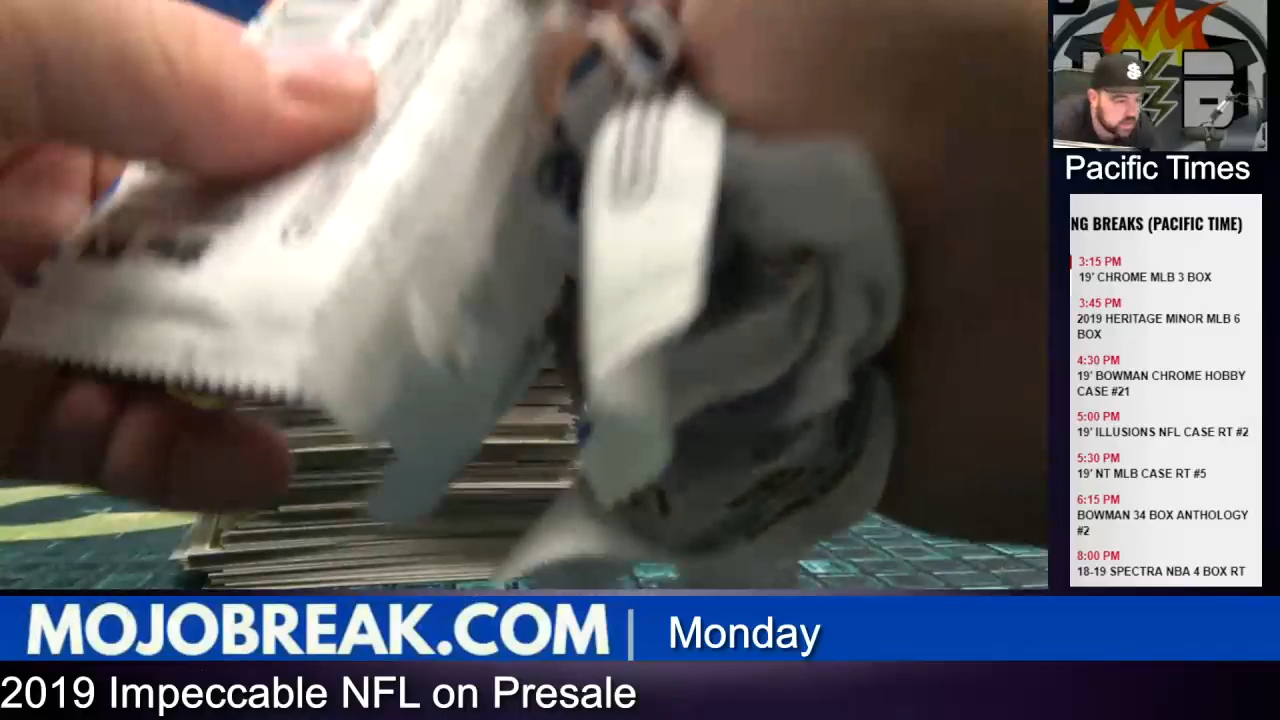 Pacific Times
NG BREAKS (PACIFIC TIME)
3:15 PM
19' CHROME MLB 3 BOX
3:45 PM
2019 HERITAGE MINOR MLB 6
BOX
4:30 PM
19' BOWMAN CHROME HOBBY
CASE #21
5:00 PM
19' ILLUSIONS NFL CASE RT #2
5:30 PM
19' NT MLB CASE RT #5
6:15 PM
BOWMAN 34 BOX ANTHOLOGY
#2
8:00 PM
18-19 SPECTRA NBA 4 BOX RT
MOJOBREAK.COM | Monday
2019 Impeccable NFL on Presale